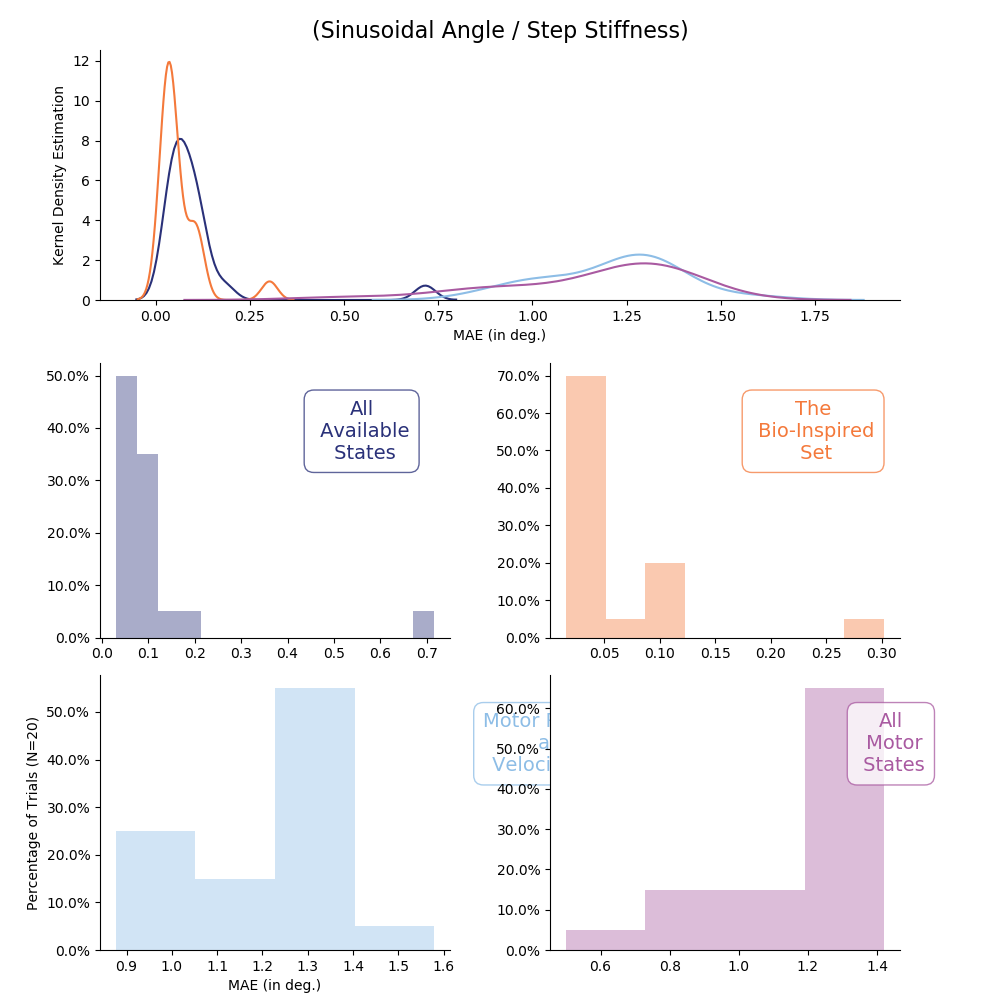 (Sinusoidal Angle / Step Stiffness)
Kernel Density Estimation
12
10
8
6
4
2
0
0.00 0.25 0.50 0.75 1.00 1.25 1.50 1.75
MAE (in deg.)
50.0%
40.0%
30.0%
20.0%
10.0%
0.0%
0.0 0.1 0.2 0.3 0.4 0.5 0.6 0.7
All
Available
States
70.0%
60.0%
50.0%
40.0%
30.0%
20.0%
10.0%
0.0%
0.05 0.10 0.15 0.20 0.25 0.30
The
Bio-Inspired
Set
Percentage of Trials (N=20)
50.0%
40.0%
30.0%
20.0%
10.0%
0.0%
0.9 1.0 1.1 1.2 1.3 1.4 1.5 1.6
MAE (in deg.)
Motor
60.0%
50.0%
40.0%
30.0%
20.0%
10.0%
0.0%
0.6 0.8 1.0 1.2 1.4
All
Motor
States